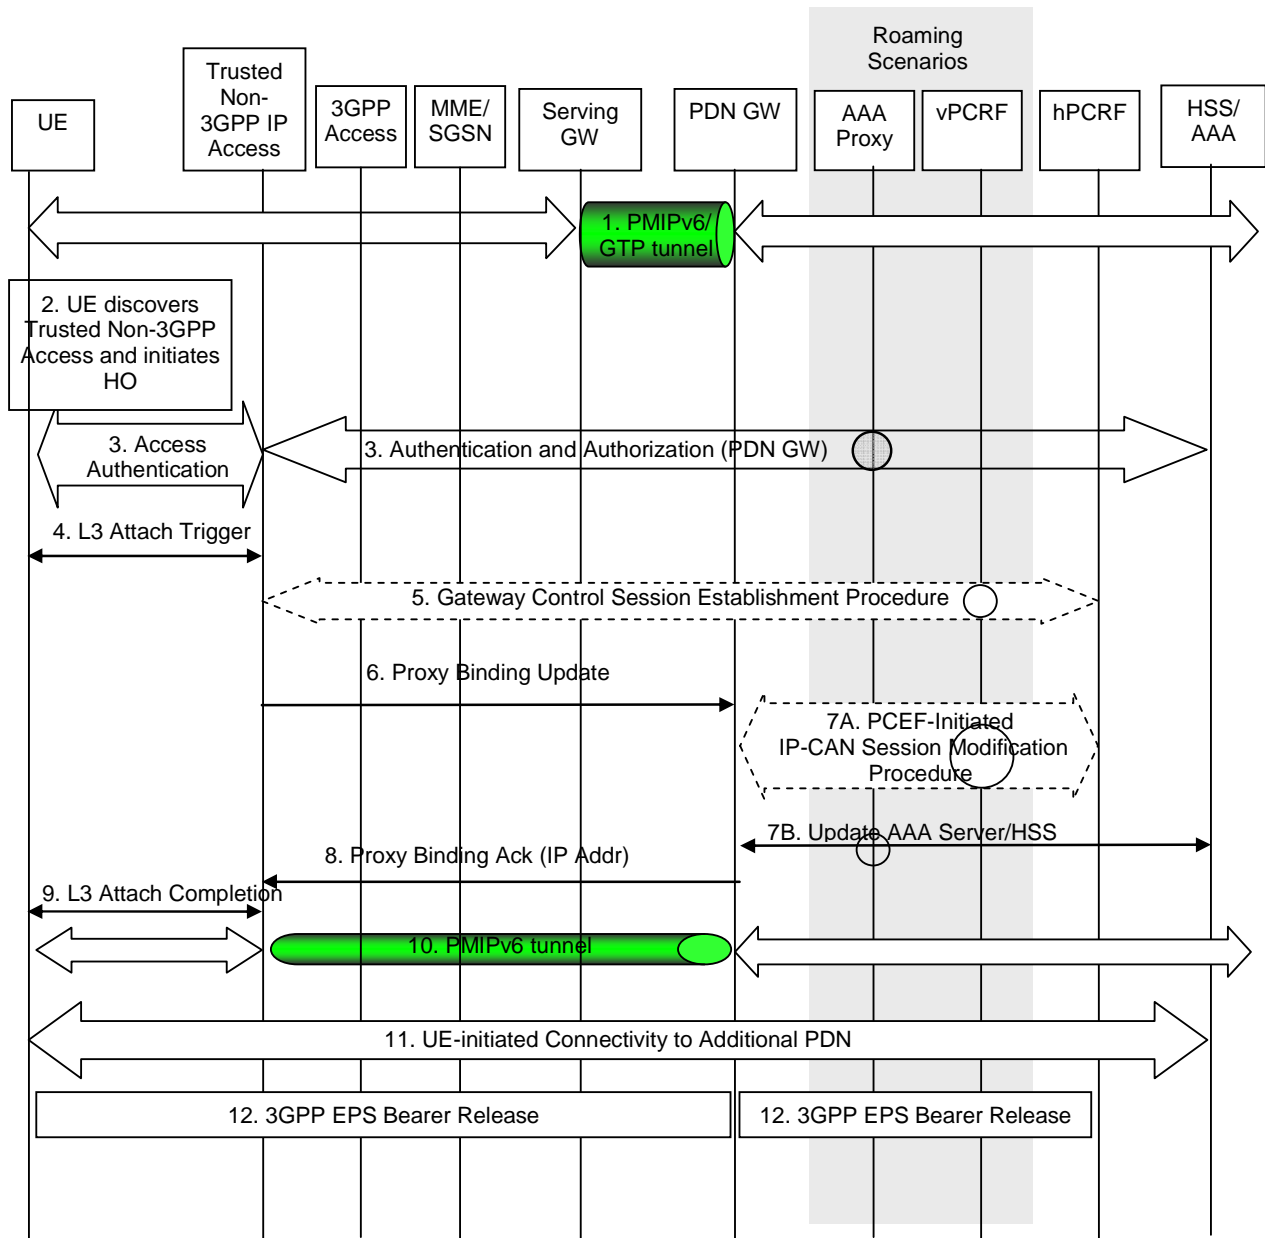 Roaming
Scenarios
UE
Trusted
Non-
3GPP IP
Access
3GPP
Access
MME/
SGSN
Serving
GW
PDN GW
AAA
Proxy
vPCRF
hPCRF
HSS/
AAA
1. PMIPv6/
GTP tunnel
2. UE discovers
Trusted Non-3GPP
Access and initiates
HO
3. Access
Authentication
3. Authentication and Authorization (PDN GW)
4. L3 Attach Trigger
5. Gateway Control Session Establishment Procedure
6. Proxy Binding Update
7A. PCEF-Initiated
IP-CAN Session Modification
Procedure
7B. Update AAA Server/HSS
8. Proxy Binding Ack (IP Addr)
9. L3 Attach Completion
10. PMIPv6 tunnel
11. UE-initiated Connectivity to Additional PDN
12. 3GPP EPS Bearer Release
12. 3GPP EPS Bearer Release